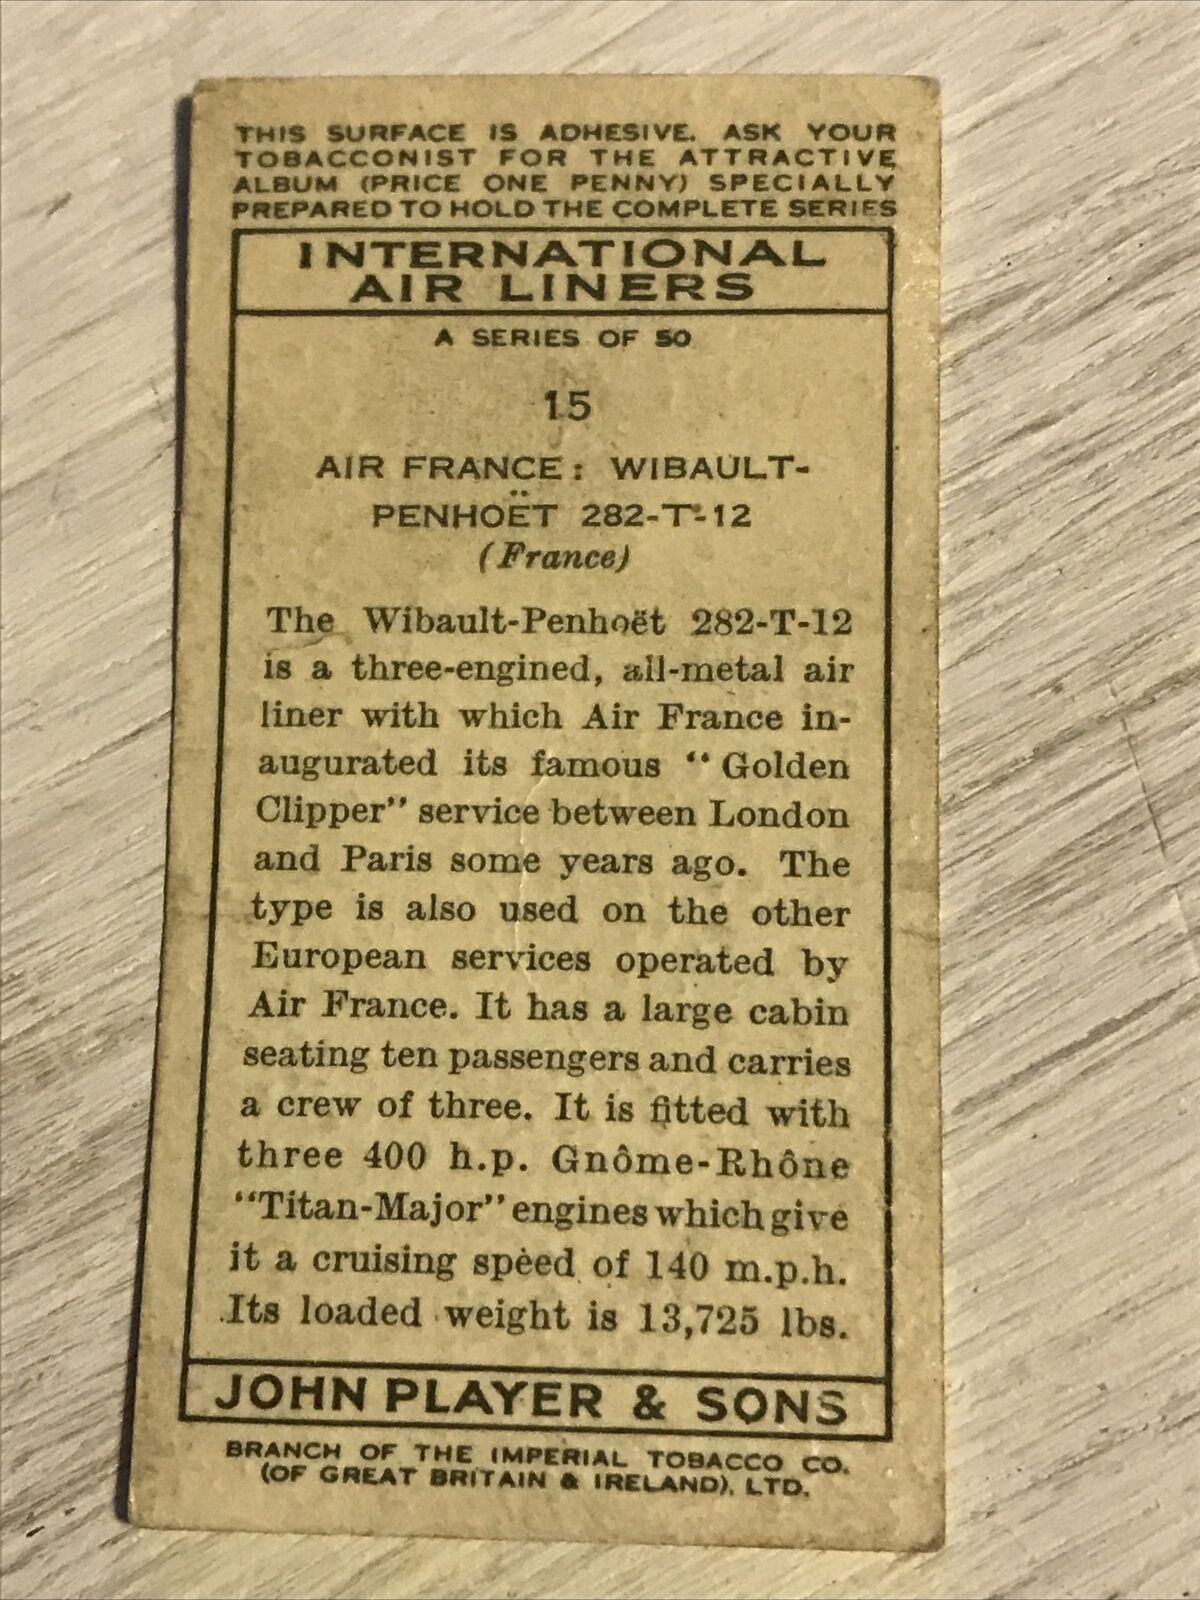 THIS SURFACE IS ADHESIVE. ASK YOUR
TOBACCONIST FOR THE ATTRACTIVE
ALBUM (PRICE ONE PENNY) SPECIALLY
PREPARED TO HOLD THE COMPLETE SERIES
INTERNATIONAL
AIR LINERS
A SERIES OF 50
15
AIR FRANCE: WIBAULT-
PENHOËT 282-T-12
(France)
The Wibault-Penhoët 282-T-12
is a three-engined, all-metal air
liner with which Air France in-
augurated its famous “Golden
Clipper” service between London
and Paris some years ago. The
type is also used on the other
European services operated by
Air France. It has a large cabin
seating ten passengers and carries
a crew of three. It is fitted with
three 400 h.p. Gnôme-Rhône
“Titan-Major” engines which give
it a cruising speed of 140 m.p.h.
Its loaded weight is 13,725 lbs.
JOHN PLAYER & SONS
BRANCH OF THE IMPERIAL TOBACCO CO.
(OF GREAT BRITAIN & IRELAND), LTD.